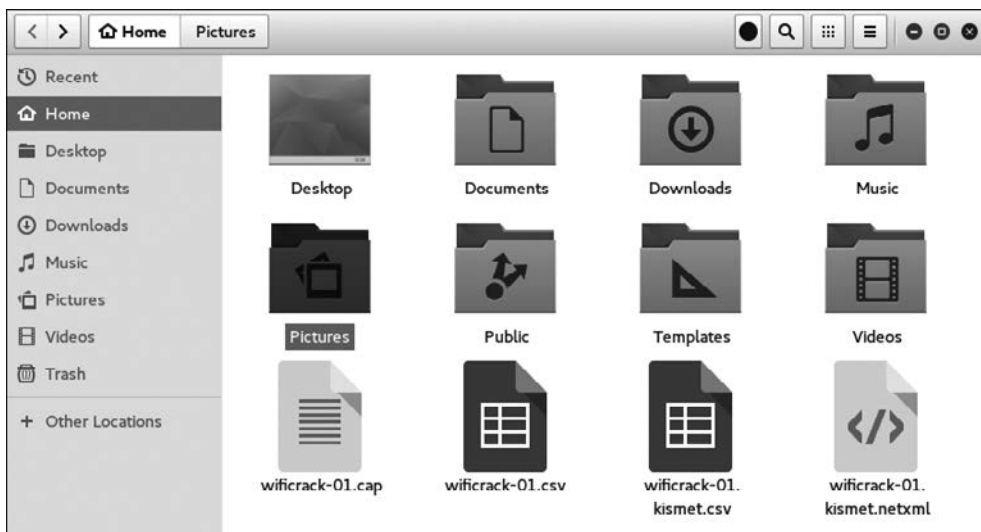 Home Pictures
Recent
Home
Desktop
Documents
Downloads
Music
Pictures
Videos
Trash
+ Other Locations
Desktop Documents Downloads Music
Pictures Public Templates Videos
wificrack-01.cap wificrack-01.csv wificrack-01. wificrack-01.
kismet.csv kismet.netxml